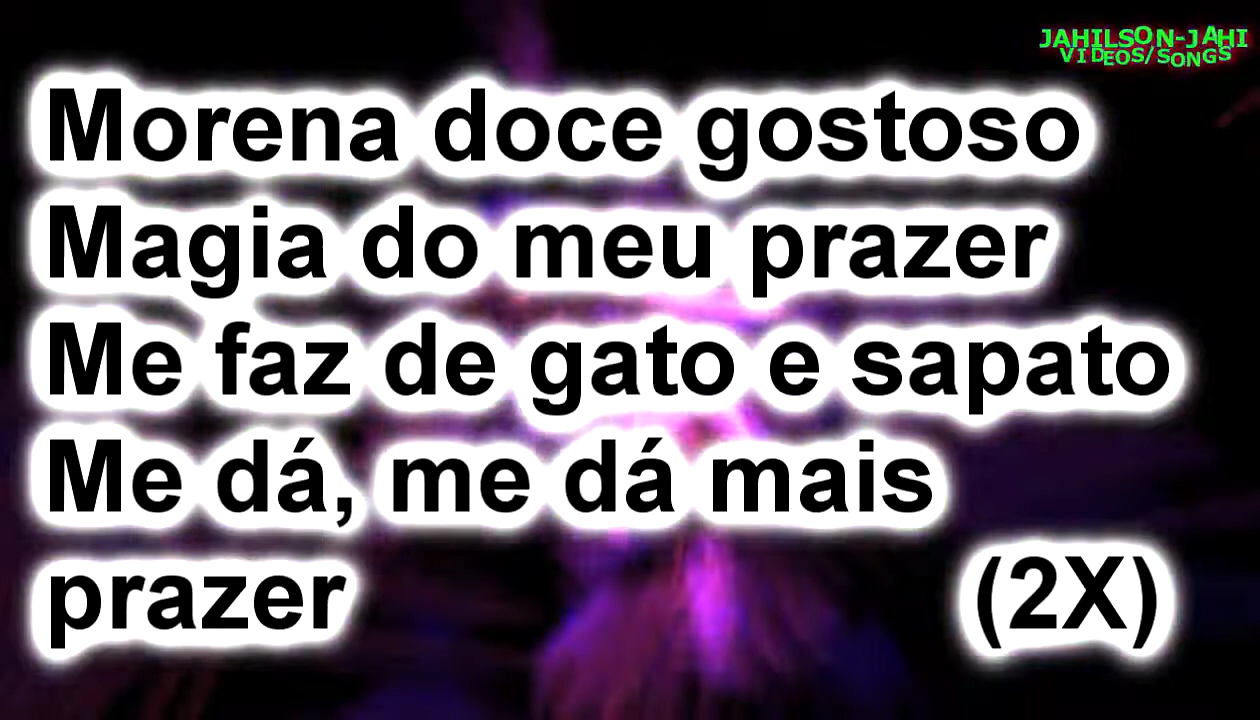 JAHILSON-JAHI
VIDEOS/SONGS
Morena doce gostoso
Magia do meu prazer
Me faz de gato e sapato
Me dá, me dá mais
prazer (2X)